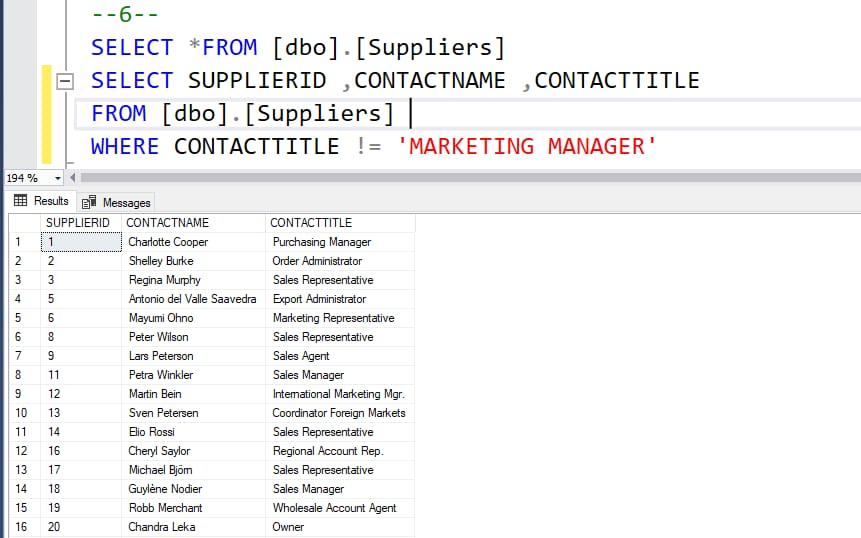 --6--
SELECT *FROM [dbo].[Suppliers]
SELECT SUPPLIERID ,CONTACTNAME ,CONTACTTITLE
FROM [dbo].[Suppliers]
WHERE CONTACTTITLE != 'MARKETING MANAGER'
194 %
Results Messages
SUPPLIERID CONTACTNAME CONTACTTITLE
1 1 Charlotte Cooper Purchasing Manager
2 2 Shelley Burke Order Administrator
3 3 Regina Murphy Sales Representative
4 5 Antonio del Valle Saavedra Export Administrator
5 6 Mayumi Ohno Marketing Representative
6 8 Peter Wilson Sales Representative
7 9 Lars Peterson Sales Agent
8 11 Petra Winkler Sales Manager
9 12 Martin Bein International Marketing Mgr.
10 13 Sven Petersen Coordinator Foreign Markets
11 14 Elio Rossi Sales Representative
12 16 Cheryl Saylor Regional Account Rep.
13 17 Michael Björn Sales Representative
14 18 Guylène Nodier Sales Manager
15 19 Robb Merchant Wholesale Account Agent
16 20 Chandra Leka Owner